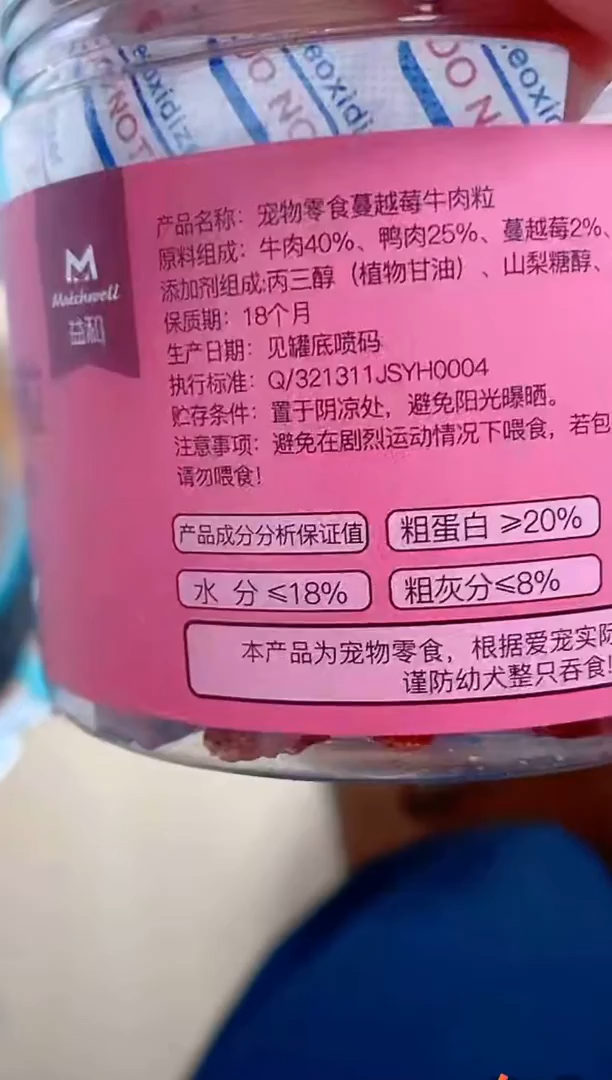 eoxidize
DO NOT
eoxidi
DO NO
eoxi
M
Matchwell
益和
产品名称：宠物零食蔓越莓牛肉粒
原料组成：牛肉40%、鸭肉25%、蔓越莓2%、
添加剂组成:丙三醇（植物甘油）、山梨糖醇、
保质期：18个月
生产日期：见罐底喷码
执行标准：Q/321311JSYH0004
贮存条件：置于阴凉处，避免阳光曝晒。
注意事项：避免在剧烈运动情况下喂食，若包
请勿喂食！
产品成分分析保证值 粗蛋白 ≥20%
水 分 ≤18% 粗灰分≤8%
本产品为宠物零食，根据爱宠实际
谨防幼犬整只吞食!